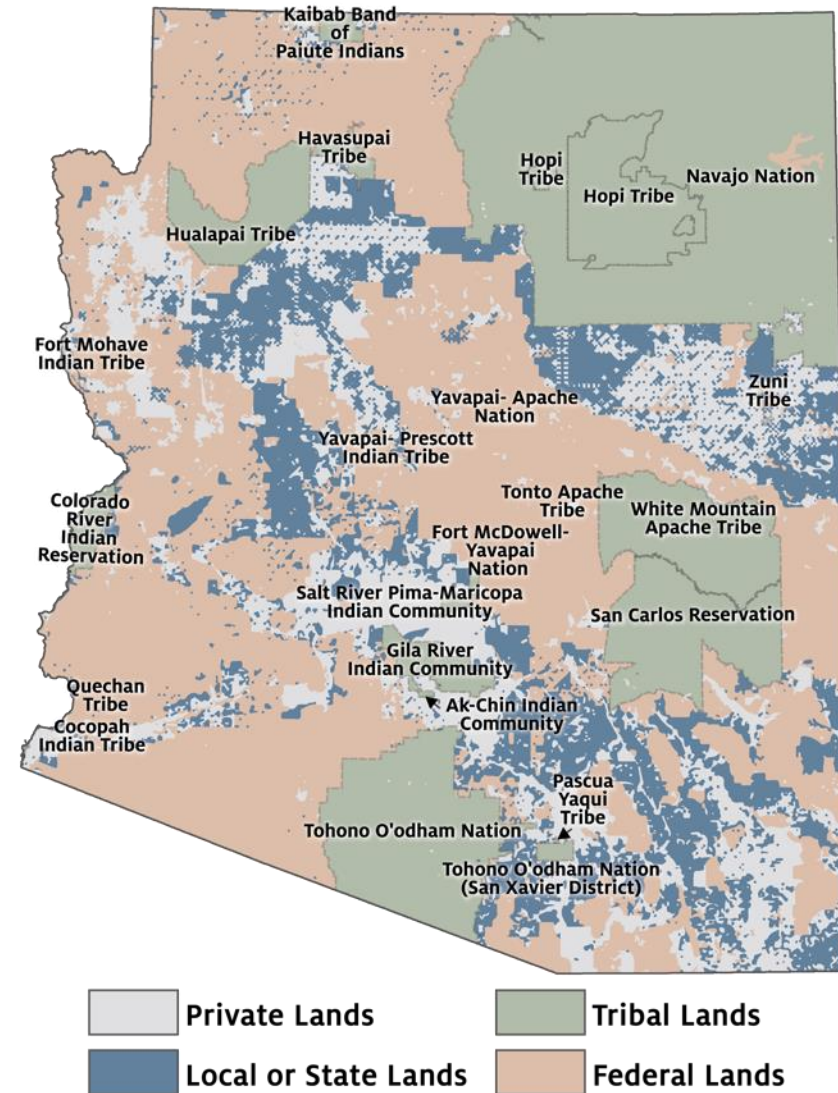 Kaibab Band
of
Paiute Indians
Havasupai
Tribe
Hopi
Tribe
Navajo Nation
Hopi Tribe
Hualapai Tribe
Fort Mohave
Indian Tribe
Zuni
Tribe
Yavapai- Apache
Nation
Yavapai- Prescott
Indian Tribe
Colorado
River
Indian
Reservation
Tonto Apache
Tribe
White Mountain
Apache Tribe
Fort McDowell-
Yavapai
Nation
Salt River Pima-Maricopa
Indian Community
San Carlos Reservation
Gila River
Indian Community
Quechan
Tribe
Cocopah
Indian Tribe
Ak-Chin Indian
Community
Pascua
Yaqui
Tribe
Tohono O'odham Nation
Tohono O'odham Nation
(San Xavier District)
Private Lands
Tribal Lands
Local or State Lands
Federal Lands